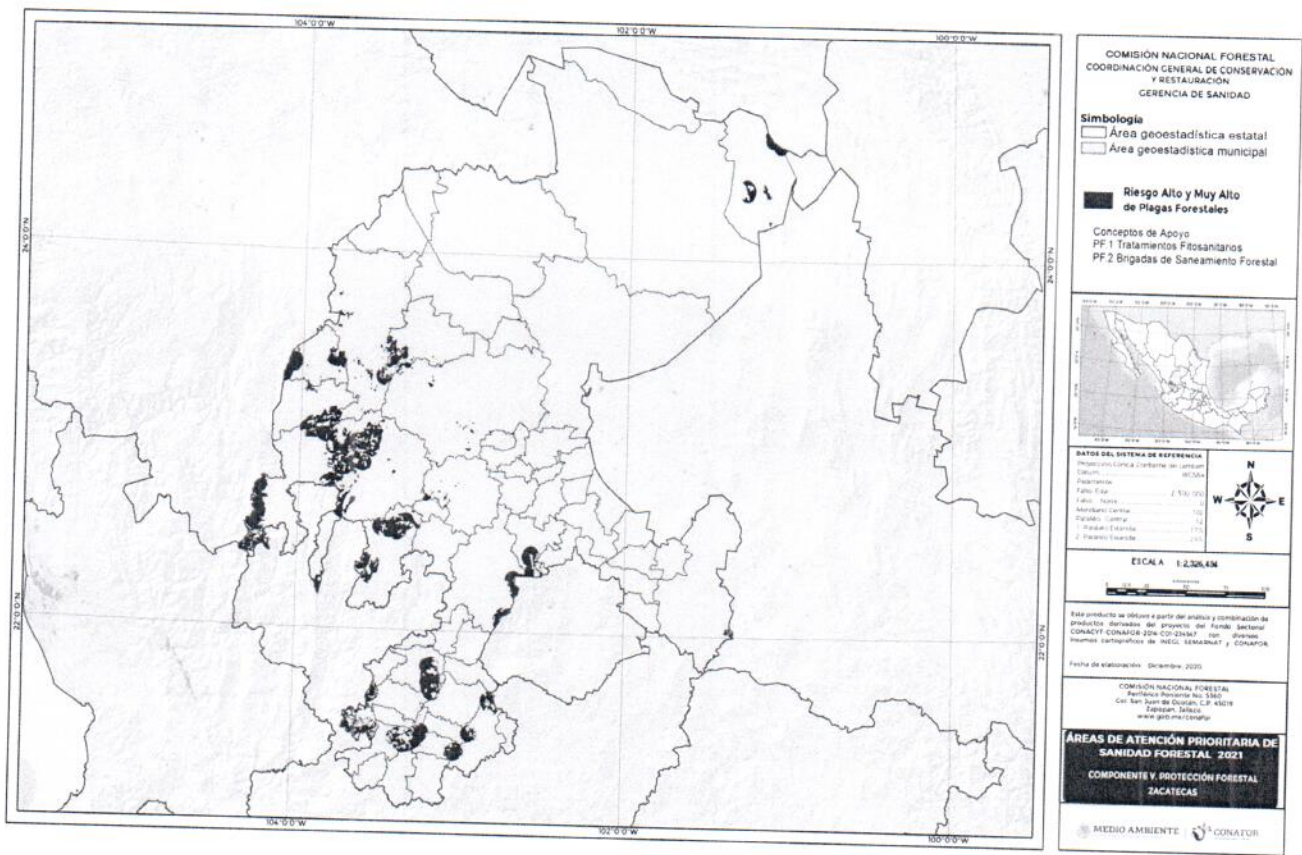 104°0'0"W
102°0'0"W
100°0'0"W
24°0'0"N
22°0'0"N
24°0'0"N
22°0'0"N
104°0'0"W
102°0'0"W
100°0'0"W
COMISIÓN NACIONAL FORESTAL
COORDINACIÓN GENERAL DE CONSERVACIÓN
Y RESTAURACIÓN
GERENCIA DE SANIDAD
Simbología
Área geoestadística estatal
Área geoestadística municipal
Riesgo Alto y Muy Alto
de Plagas Forestales
Conceptos de Apoyo
PF.1 Tratamientos Fitosanitarios
PF.2 Brigadas de Saneamiento Forestal
DATOS DEL SISTEMA DE REFERENCIA
N
W
E
S
ESCALA 1:2,326,434
Este producto se obtuvo a partir del análisis y combinación de
productos derivados del proyecto del Fondo Sectorial
CONACYT-CONAFOR-2014-C01-234547 con diversos
insumos cartográficos de INEGI, SEMARNAT y CONAFOR.
Fecha de elaboración: Diciembre, 2020
COMISIÓN NACIONAL FORESTAL
Periférico Poniente No. 5360
Col. San Juan de Ocotán, C.P. 45019
Zapopan, Jalisco
www.gob.mx/conafor
ÁREAS DE ATENCIÓN PRIORITARIA DE
SANIDAD FORESTAL 2021
COMPONENTE V. PROTECCIÓN FORESTAL
ZACATECAS
MEDIO AMBIENTE
CONAFOR